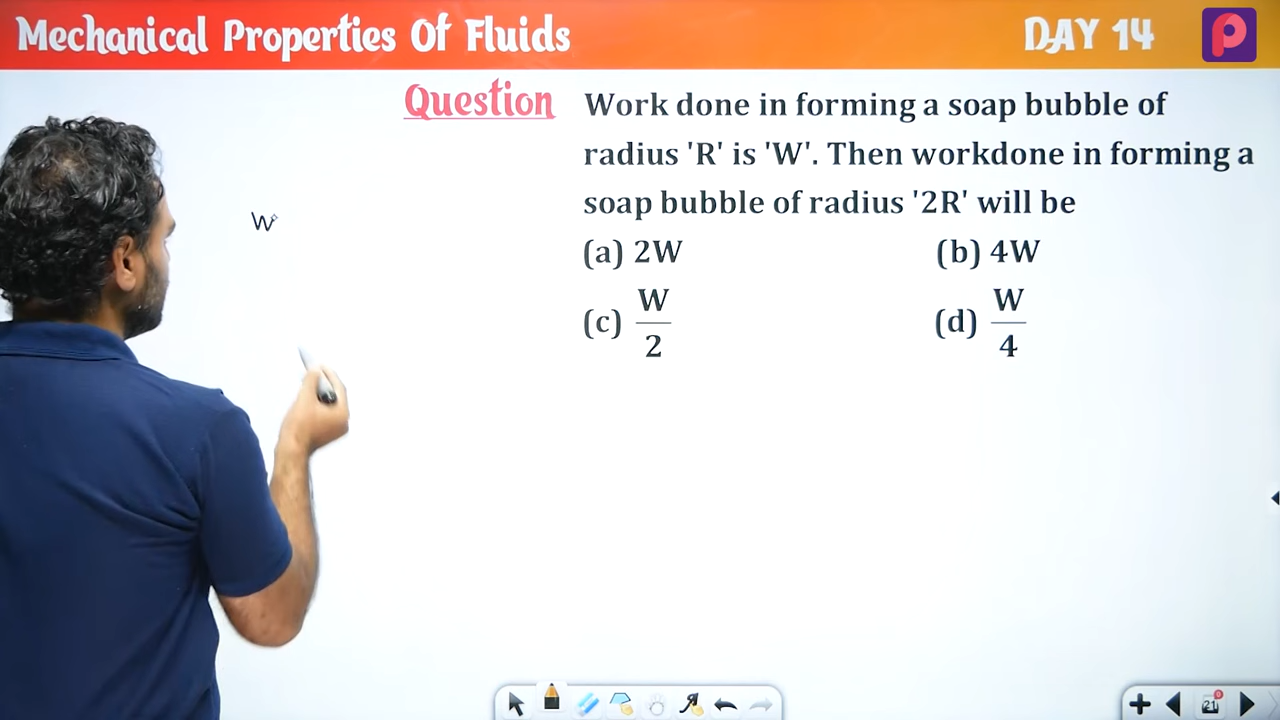 Mechanical Properties Of Fluids
DAY 14
Question
Work done in forming a soap bubble of
radius 'R' is 'W'. Then workdone in forming a
soap bubble of radius '2R' will be
(a) 2W
(b) 4W
(c) W/2
(d) W/4
W
21